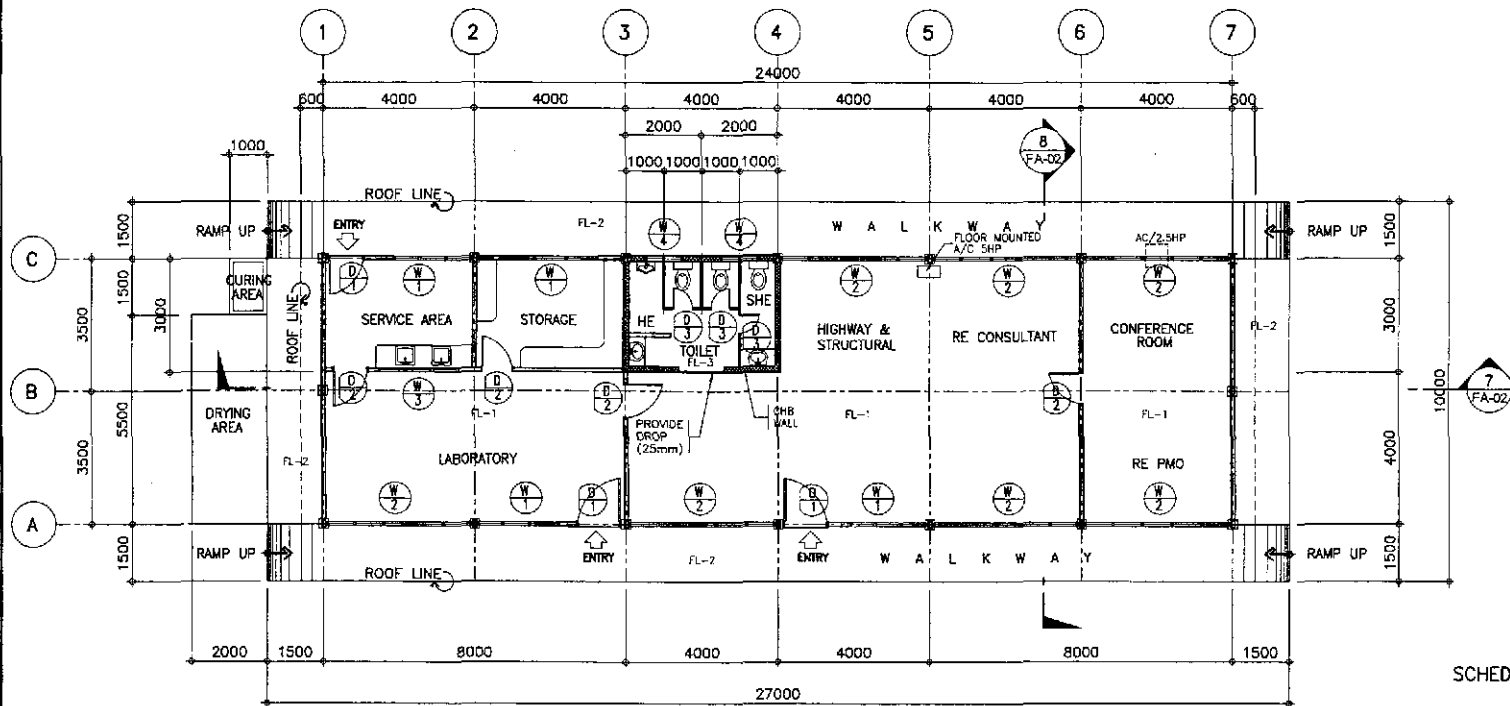 1 2 3 4 5 6 7
24000
600 4000 4000 4000 4000 4000 4000 600
2000 2000
1000
1000 1000 1000 1000
8
FA-02
ROOF LINE
FL-2
W A L K W A Y
1500
RAMP UP
ENTRY
W
4
W
4
FLOOR MOUNTED
A/C 5HP
AC/2.5HP
RAMP UP
1500
C
CURING
AREA
D
1
W
1
W
1
W
2
W
2
W
2
SHE
1500
3500
3000
ROOF LINE
SERVICE AREA
STORAGE
HE
D
3
D
3
D
3
TOILET
FL-3
HIGHWAY &
STRUCTURAL
RE CONSULTANT
CONFERENCE
ROOM
FL-2
3000
10000
7
FA-02
B
D
2
W
3
D
2
D
2
D
2
DRYING
AREA
FL-1
PROVIDE
DROP
(25mm)
CHB
WALL
FL-1
FL-1
5500
3500
FL-2
LABORATORY
RE PMO
4000
W
2
W
1
D
1
W
2
D
1
W
1
W
2
W
2
A
1500
RAMP UP
ENTRY
FL-2
ENTRY
W A L K W A Y
RAMP UP
1500
ROOF LINE
2000 1500 8000 4000 4000 8000 1500
27000
SCHED